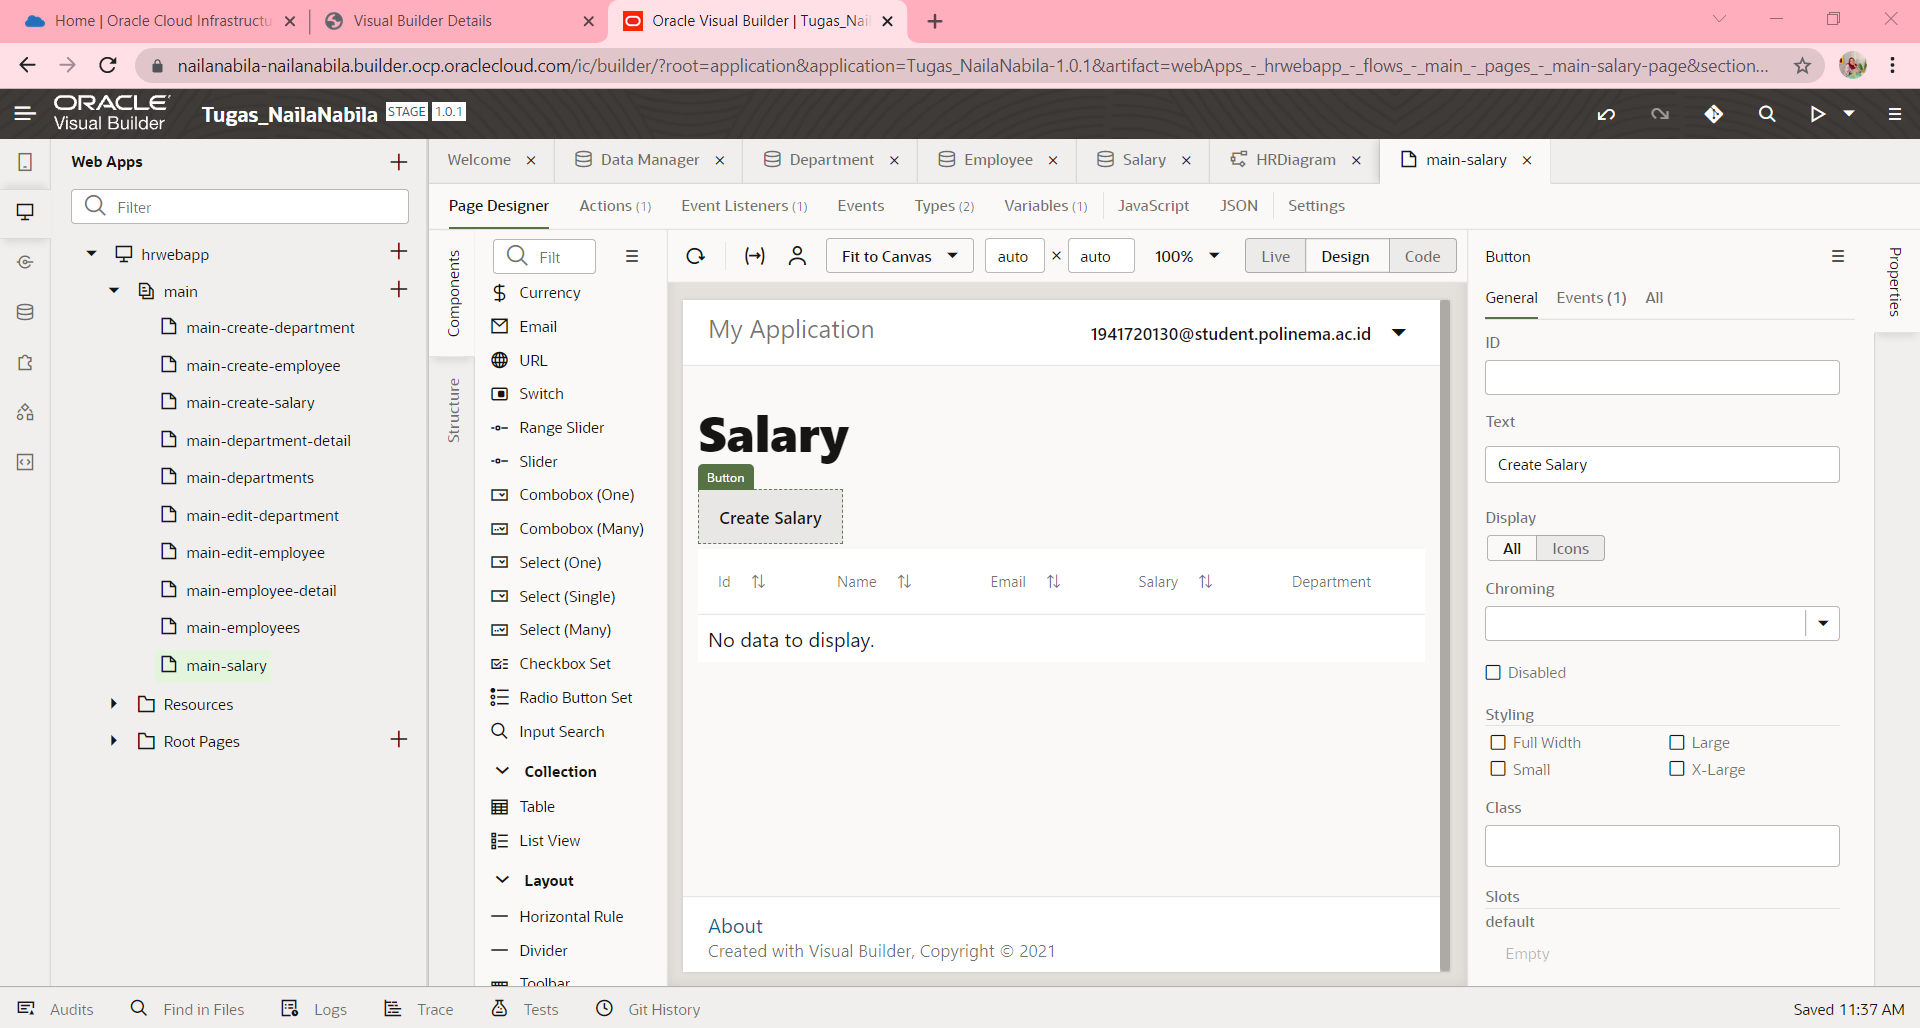 Home | Oracle Cloud Infrastructu
Visual Builder Details
Oracle Visual Builder | Tugas_Nail
nailanabila-nailanabila.builder.ocp.oraclecloud.com/ic/builder/?root=application&application=Tugas_NailaNabila-1.0.1&artifact=webApps_-_hrwebapp_-_flows_-_main_-_pages_-_main-salary-page&section...
ORACLE
Visual Builder
Tugas_NailaNabila STAGE 1.0.1
Web Apps
Filter
hrwebapp
main
main-create-department
main-create-employee
main-create-salary
main-department-detail
main-departments
main-edit-department
main-edit-employee
main-employee-detail
main-employees
main-salary
Resources
Root Pages
Welcome
Data Manager
Department
Employee
Salary
HRDiagram
main-salary
Page Designer
Actions (1)
Event Listeners (1)
Events
Types (2)
Variables (1)
JavaScript
JSON
Settings
Components
Structure
Filt
Currency
Email
URL
Switch
Range Slider
Slider
Combobox (One)
Combobox (Many)
Select (One)
Select (Single)
Select (Many)
Checkbox Set
Radio Button Set
Input Search
Collection
Table
List View
Layout
Horizontal Rule
Divider
Toolbar
Fit to Canvas
auto × auto
100%
Live
Design
Code
My Application
1941720130@student.polinema.ac.id
Salary
Button
Create Salary
Id
Name
Email
Salary
Department
No data to display.
About
Created with Visual Builder, Copyright © 2021
Button
General
Events (1)
All
ID
Text
Create Salary
Display
All
Icons
Chroming
Disabled
Styling
Full Width
Large
Small
X-Large
Class
Slots
default
Empty
Properties
Audits
Find in Files
Logs
Trace
Tests
Git History
Saved 11:37 AM